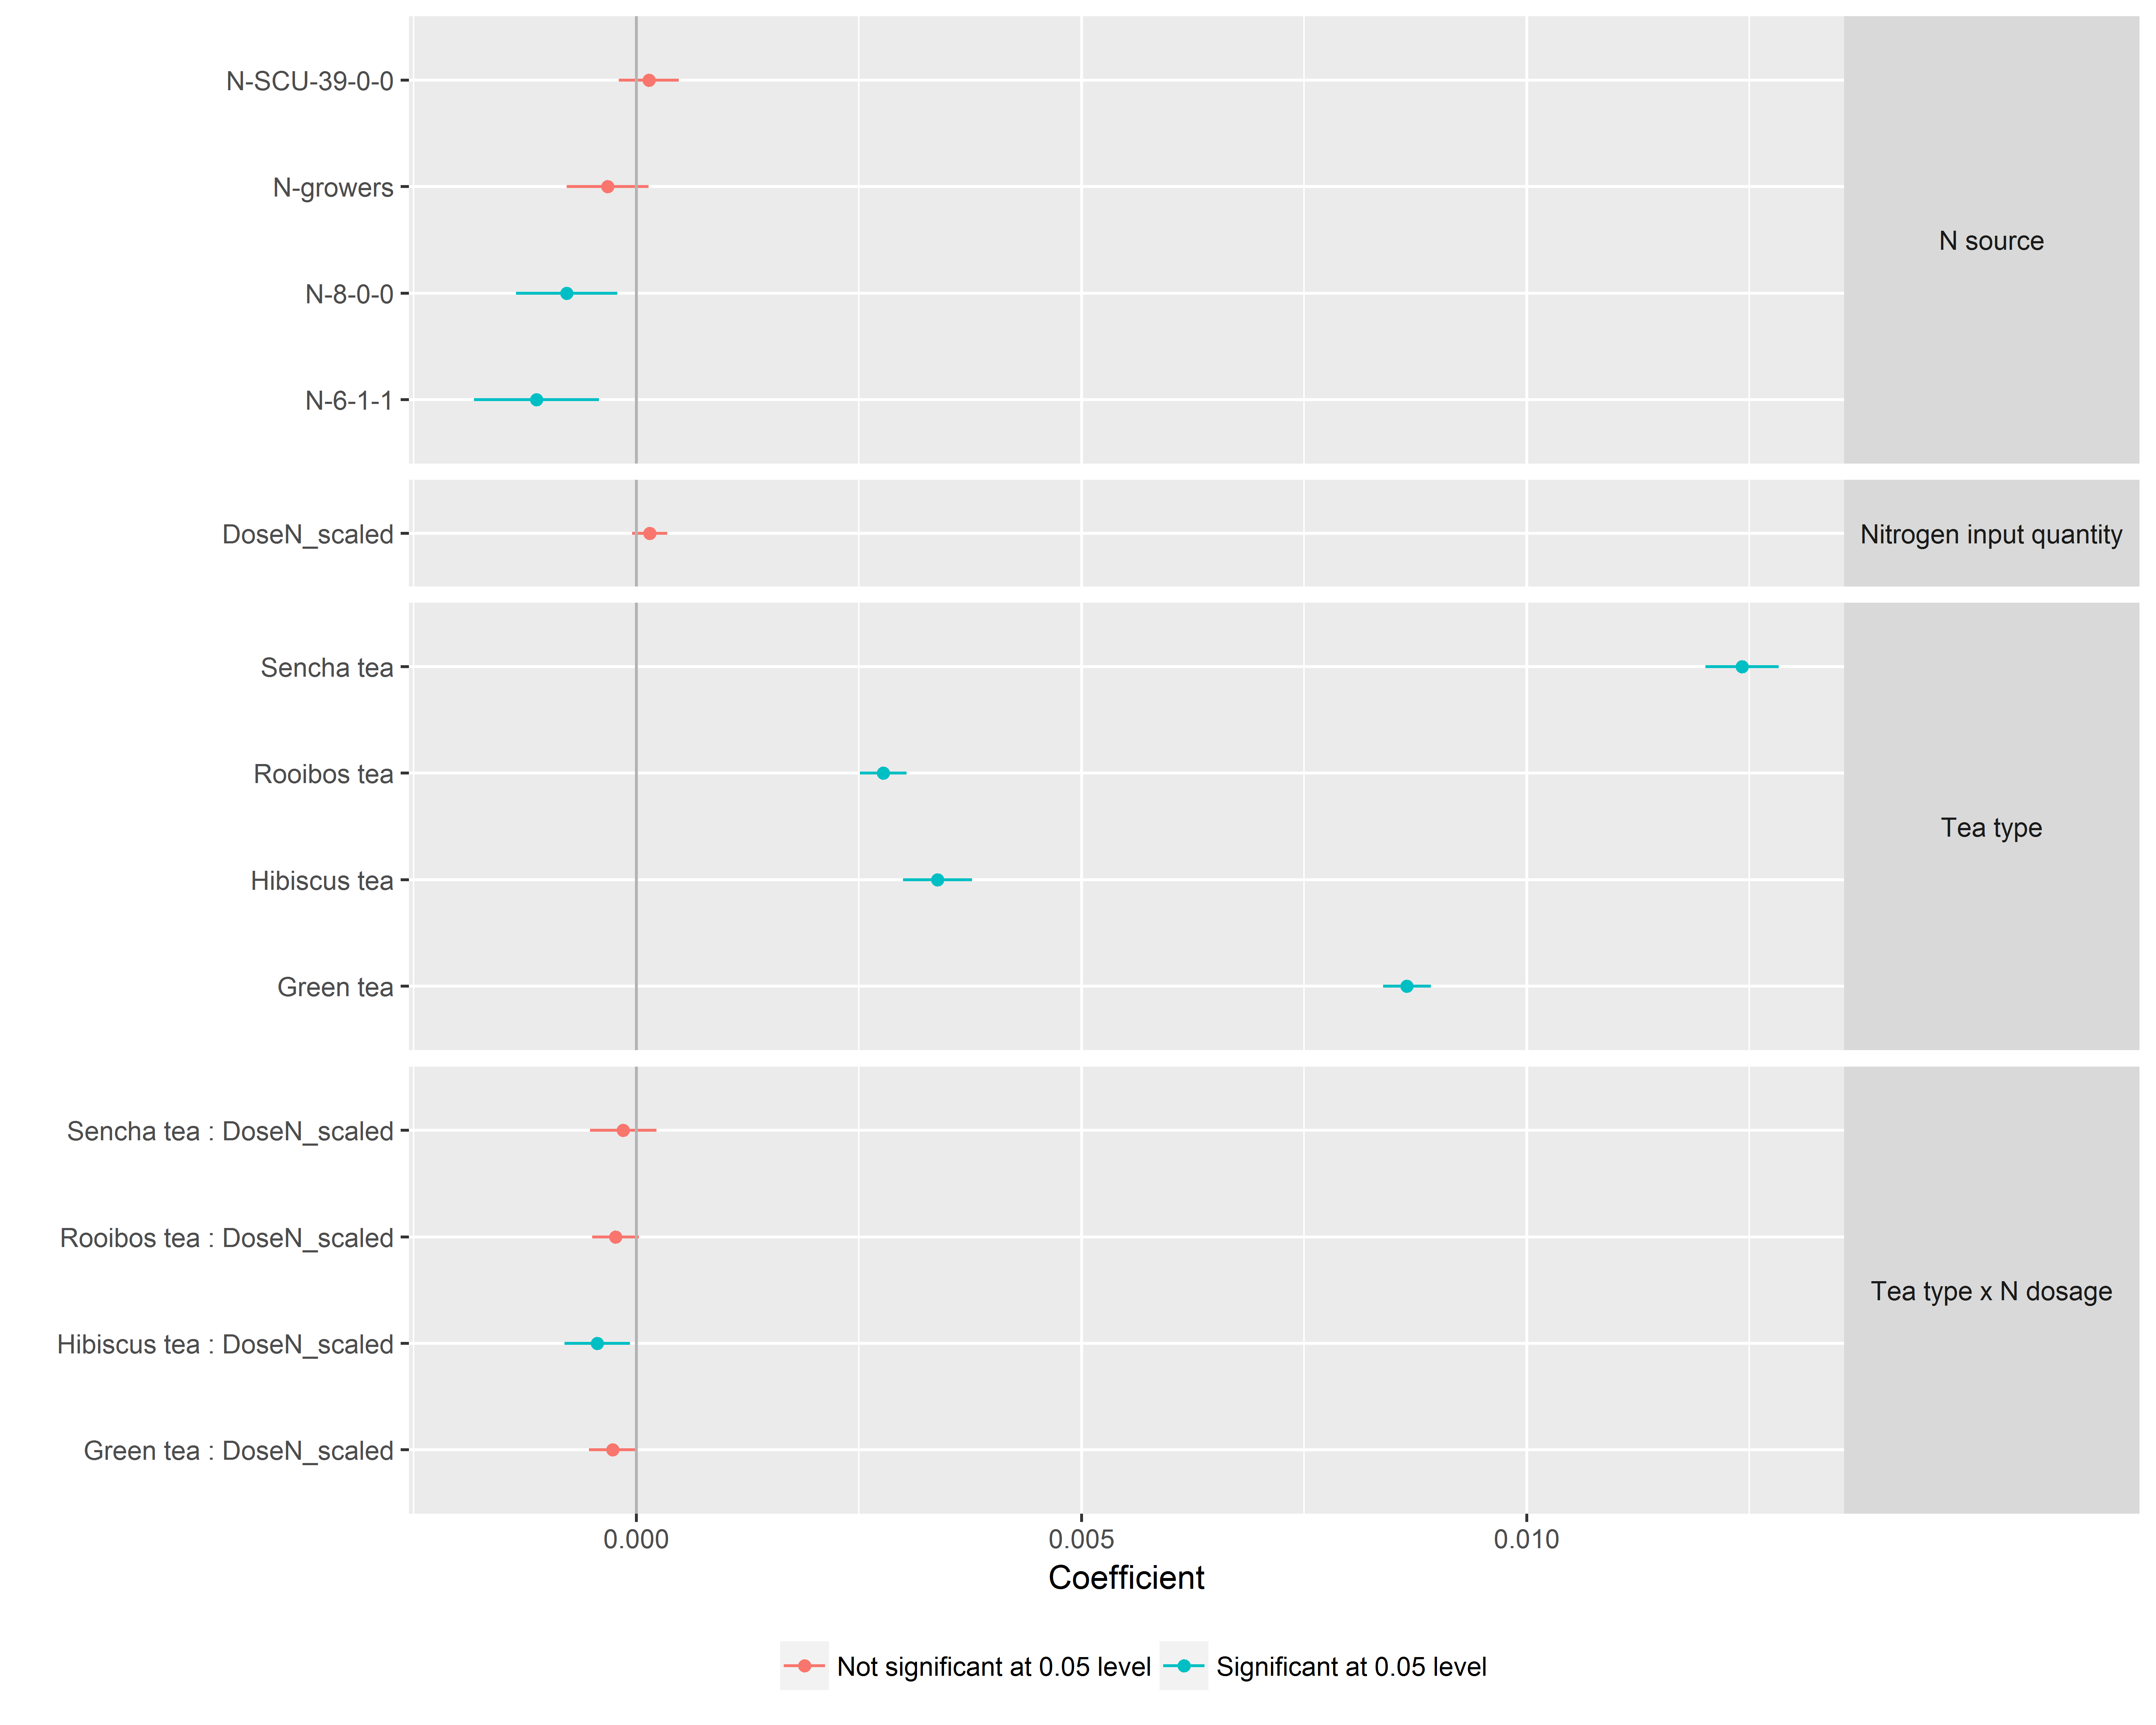 N-SCU-39-0-0
N-growers
N-8-0-0
N-6-1-1
N source
DoseN_scaled
Nitrogen input quantity
Sencha tea
Rooibos tea
Hibiscus tea
Green tea
Tea type
Sencha tea : DoseN_scaled
Rooibos tea : DoseN_scaled
Hibiscus tea : DoseN_scaled
Green tea : DoseN_scaled
Tea type x N dosage
0.000 0.005 0.010
Coefficient
Not significant at 0.05 level Significant at 0.05 level